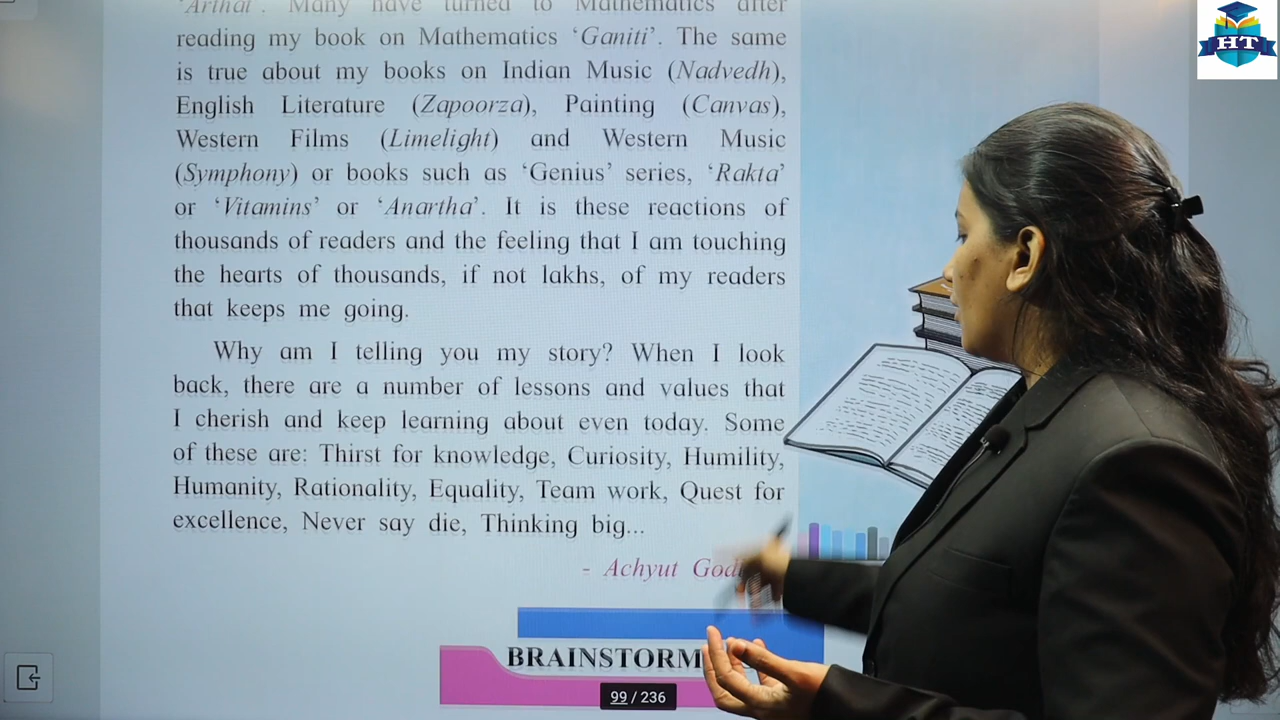 'Arthat'. Many have turned to Mathematics after
reading my book on Mathematics 'Ganiti'. The same
is true about my books on Indian Music (Nadvedh),
English Literature (Zapoorza), Painting (Canvas),
Western Films (Limelight) and Western Music
(Symphony) or books such as 'Genius' series, 'Rakta'
or 'Vitamins' or 'Anartha'. It is these reactions of
thousands of readers and the feeling that I am touching
the hearts of thousands, if not lakhs, of my readers
that keeps me going.
Why am I telling you my story? When I look
back, there are a number of lessons and values that
I cherish and keep learning about even today. Some
of these are: Thirst for knowledge, Curiosity, Humility,
Humanity, Rationality, Equality, Team work, Quest for
excellence, Never say die, Thinking big...
- Achyut
99 / 236
HT